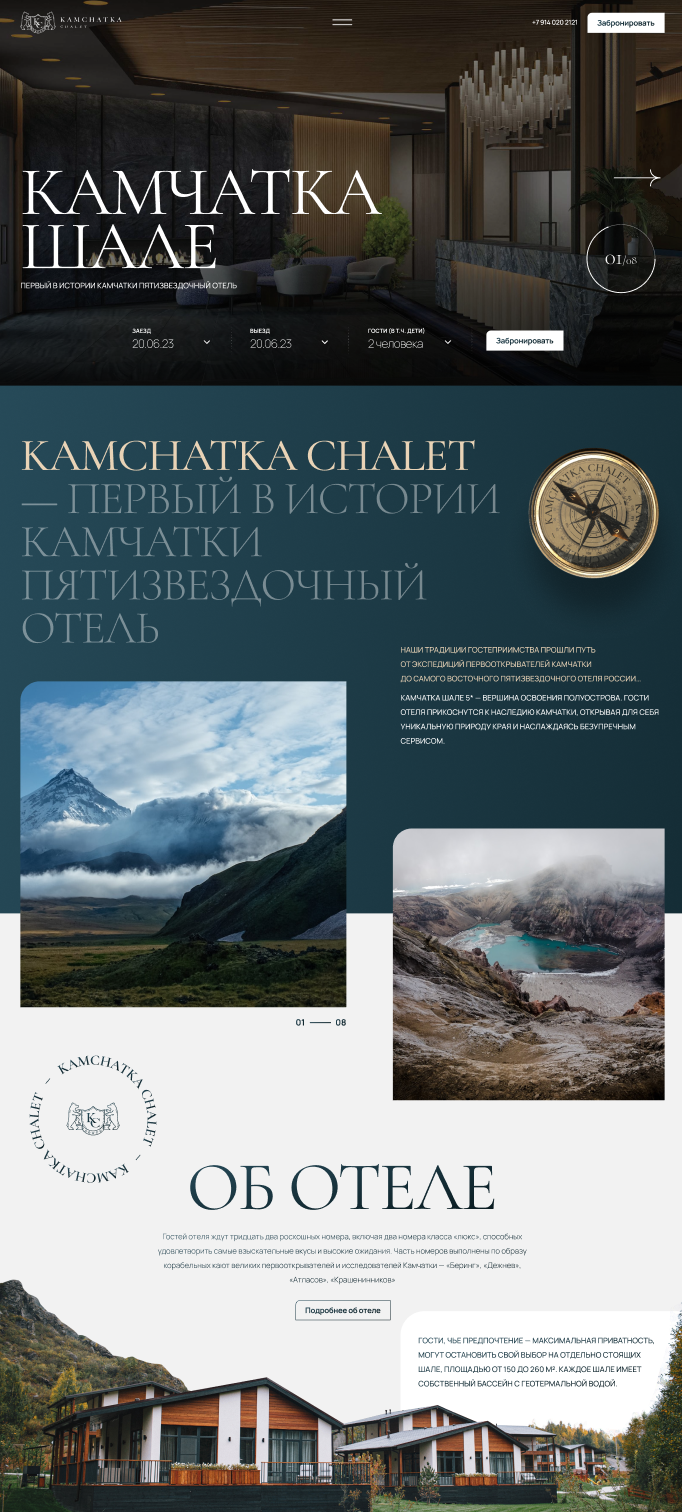 KAMCHATKA
CHALET
+7 914 020 2121
Забронировать
КАМЧАТКА
ШАЛЕ
ПЕРВЫЙ В ИСТОРИИ КАМЧАТКИ ПЯТИЗВЕЗДОЧНЫЙ ОТЕЛЬ
01/08
ЗАЕЗД
20.06.23
ВЫЕЗД
20.06.23
ГОСТИ (В Т.Ч. ДЕТИ)
2 человека
Забронировать
KAMCHATKA CHALET
— ПЕРВЫЙ В ИСТОРИИ
КАМЧАТКИ
ПЯТИЗВЕЗДОЧНЫЙ
ОТЕЛЬ
KAMCHATKA CHALET
НАШИ ТРАДИЦИИ ГОСТЕПРИИМСТВА ПРОШЛИ ПУТЬ
ОТ ЭКСПЕДИЦИЙ ПЕРВООТКРЫВАТЕЛЕЙ КАМЧАТКИ
ДО САМОГО ВОСТОЧНОГО ПЯТИЗВЕЗДОЧНОГО ОТЕЛЯ РОССИИ...
КАМЧАТКА ШАЛЕ 5* — ВЕРШИНА ОСВОЕНИЯ ПОЛУОСТРОВА. ГОСТИ
ОТЕЛЯ ПРИКОСНУТСЯ К НАСЛЕДИЮ КАМЧАТКИ, ОТКРЫВАЯ ДЛЯ СЕБЯ
УНИКАЛЬНУЮ ПРИРОДУ КРАЯ И НАСЛАЖДАЯСЬ БЕЗУПРЕЧНЫМ
СЕРВИСОМ.
01 — 08
KAMCHATKA CHALET — KAMCHATKA CHALET —
KC
ОБ ОТЕЛЕ
Гостей отеля ждут тридцать два роскошных номера, включая два номера класса «люкс», способных
удовлетворить самые взыскательные вкусы и высокие ожидания. Часть номеров выполнены по образу
корабельных кают великих первооткрывателей и исследователей Камчатки — «Беринг», «Дежнев»,
«Атласов», «Крашенинников»
Подробнее об отеле
ГОСТИ, ЧЬЕ ПРЕДПОЧТЕНИЕ — МАКСИМАЛЬНАЯ ПРИВАТНОСТЬ,
МОГУТ ОСТАНОВИТЬ СВОЙ ВЫБОР НА ОТДЕЛЬНО СТОЯЩИХ
ШАЛЕ, ПЛОЩАДЬЮ ОТ 150 ДО 260 М². КАЖДОЕ ШАЛЕ ИМЕЕТ
СОБСТВЕННЫЙ БАССЕЙН С ГЕОТЕРМАЛЬНОЙ ВОДОЙ.